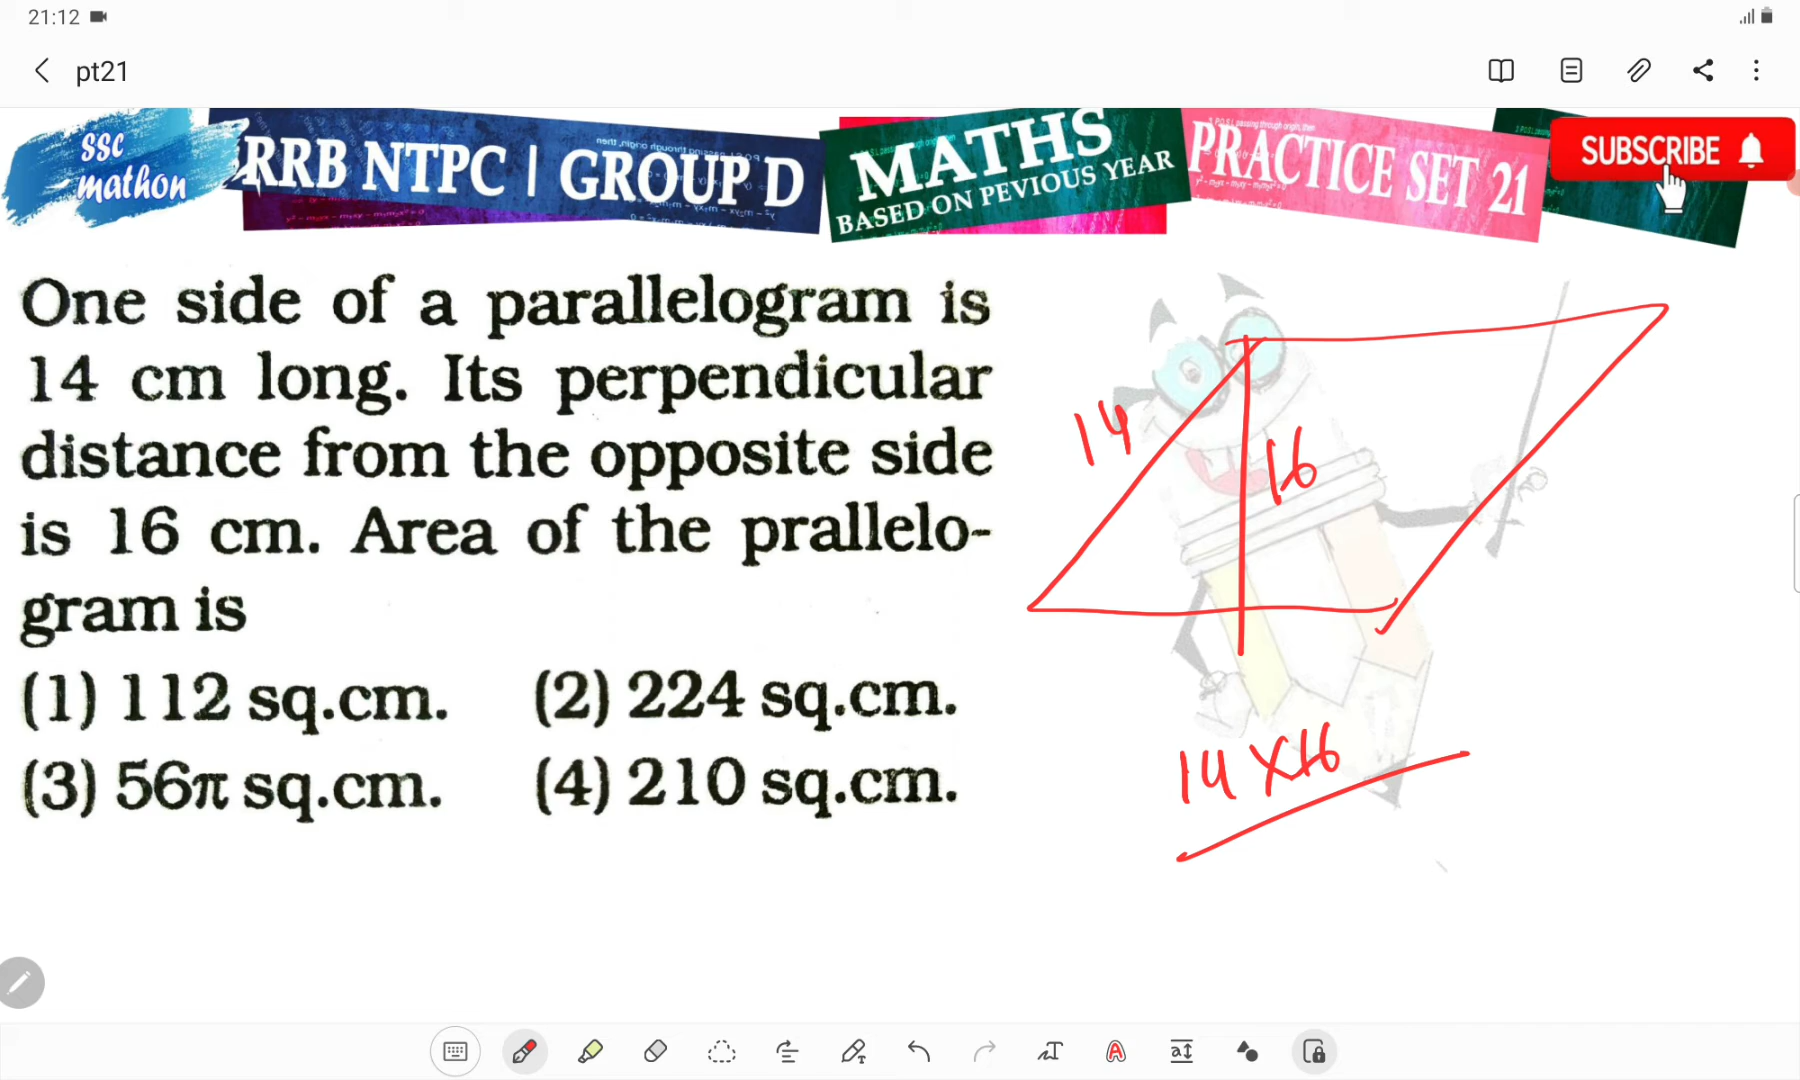 21:12
pt21
SSC
mathon
RRB NTPC | GROUP D
MATHS
BASED ON PEVIOUS YEAR
PRACTICE SET 21
SUBSCRIBE
One side of a parallelogram is
14 cm long. Its perpendicular
distance from the opposite side
is 16 cm. Area of the prallelo-
gram is
(1) 112 sq.cm. (2) 224 sq.cm.
(3) 56π sq.cm. (4) 210 sq.cm.
14
16
14 X16